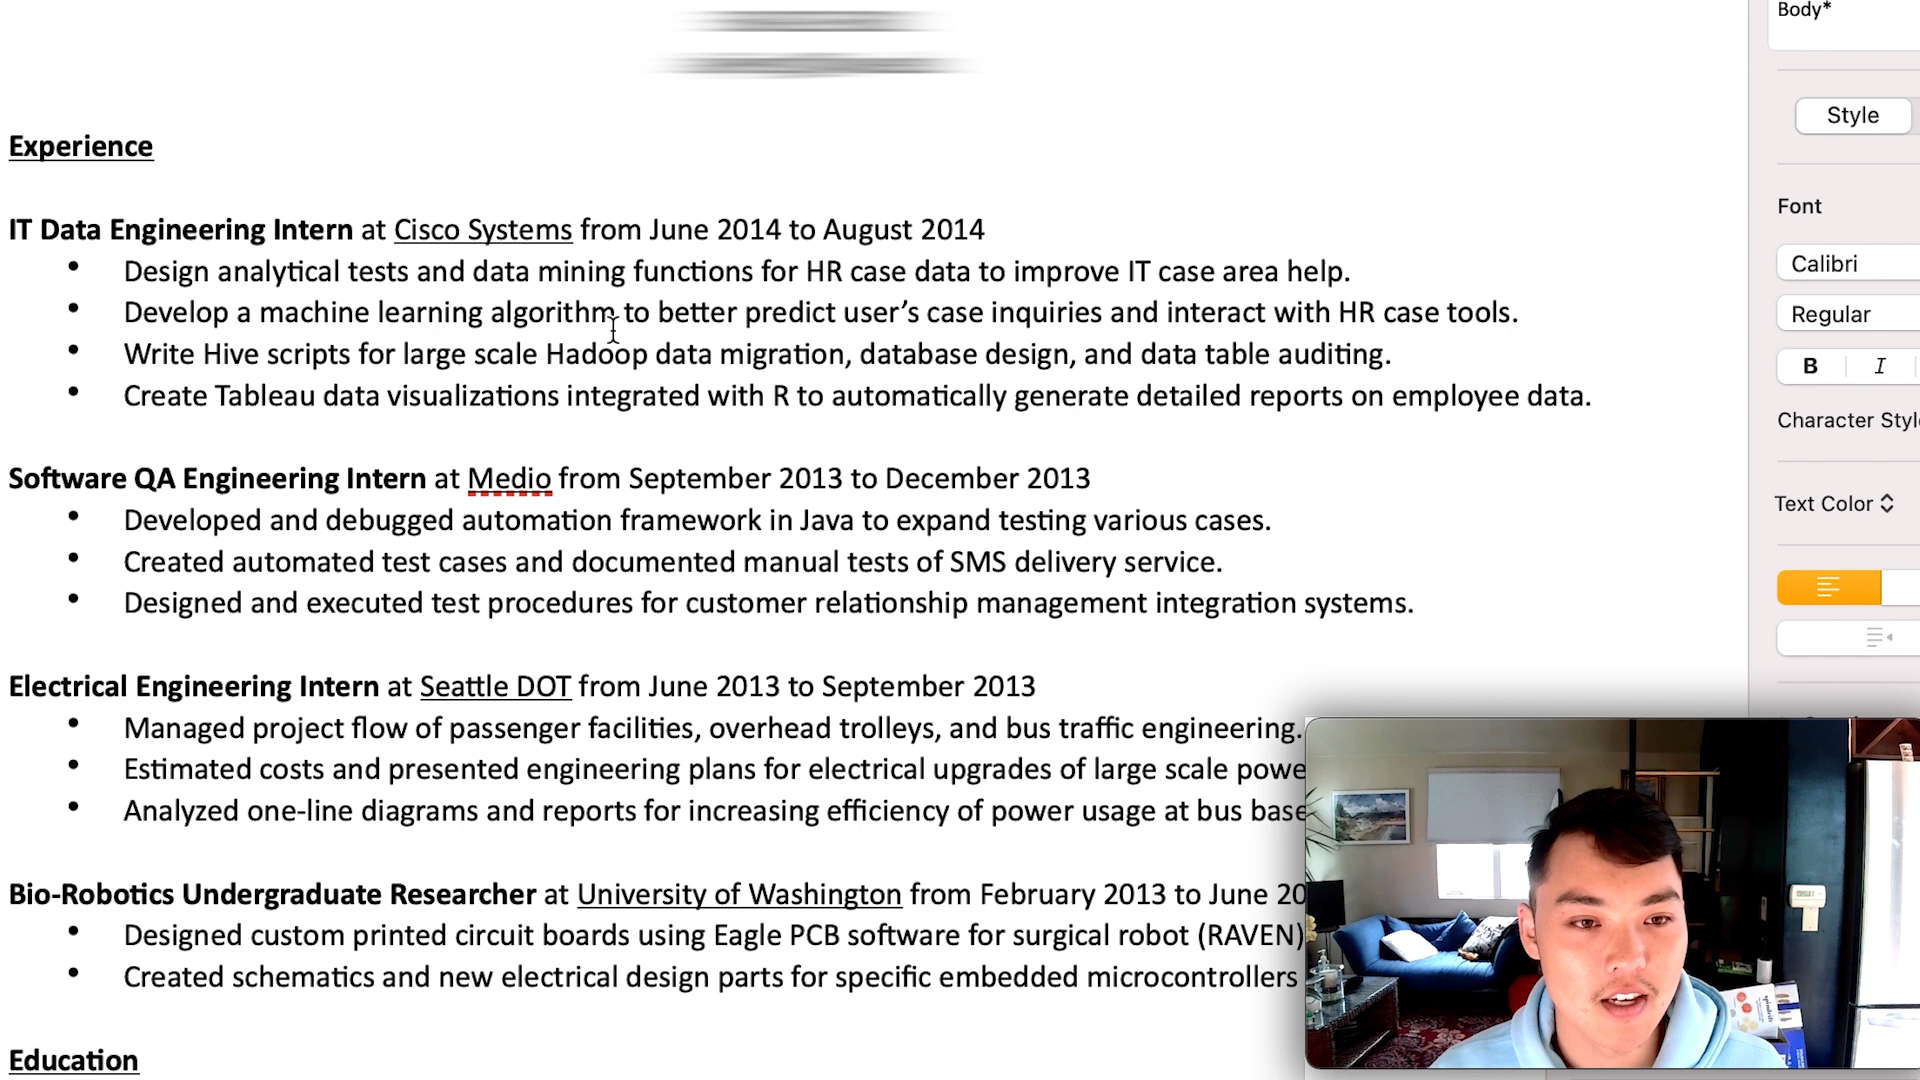 Body*
Style
Experience
Font
IT Data Engineering Intern at Cisco Systems from June 2014 to August 2014
Calibri
Design analytical tests and data mining functions for HR case data to improve IT case area help.
Develop a machine learning algorithm to better predict user’s case inquiries and interact with HR case tools.
Regular
Write Hive scripts for large scale Hadoop data migration, database design, and data table auditing.
B I
Create Tableau data visualizations integrated with R to automatically generate detailed reports on employee data.
Character
Software QA Engineering Intern at Medio from September 2013 to December 2013
Text Color
Developed and debugged automation framework in Java to expand testing various cases.
Created automated test cases and documented manual tests of SMS delivery service.
Designed and executed test procedures for customer relationship management integration systems.
Electrical Engineering Intern at Seattle DOT from June 2013 to September 2013
Managed project flow of passenger facilities, overhead trolleys, and bus traffic engineering.
Estimated costs and presented engineering plans for electrical upgrades of large scale
Analyzed one-line diagrams and reports for increasing efficiency of power usage at bus
Bio-Robotics Undergraduate Researcher at University of Washington from February 2013 to June
Designed custom printed circuit boards using Eagle PCB software for surgical robot (RAVEN)
Created schematics and new electrical design parts for specific embedded microcontrollers
Education